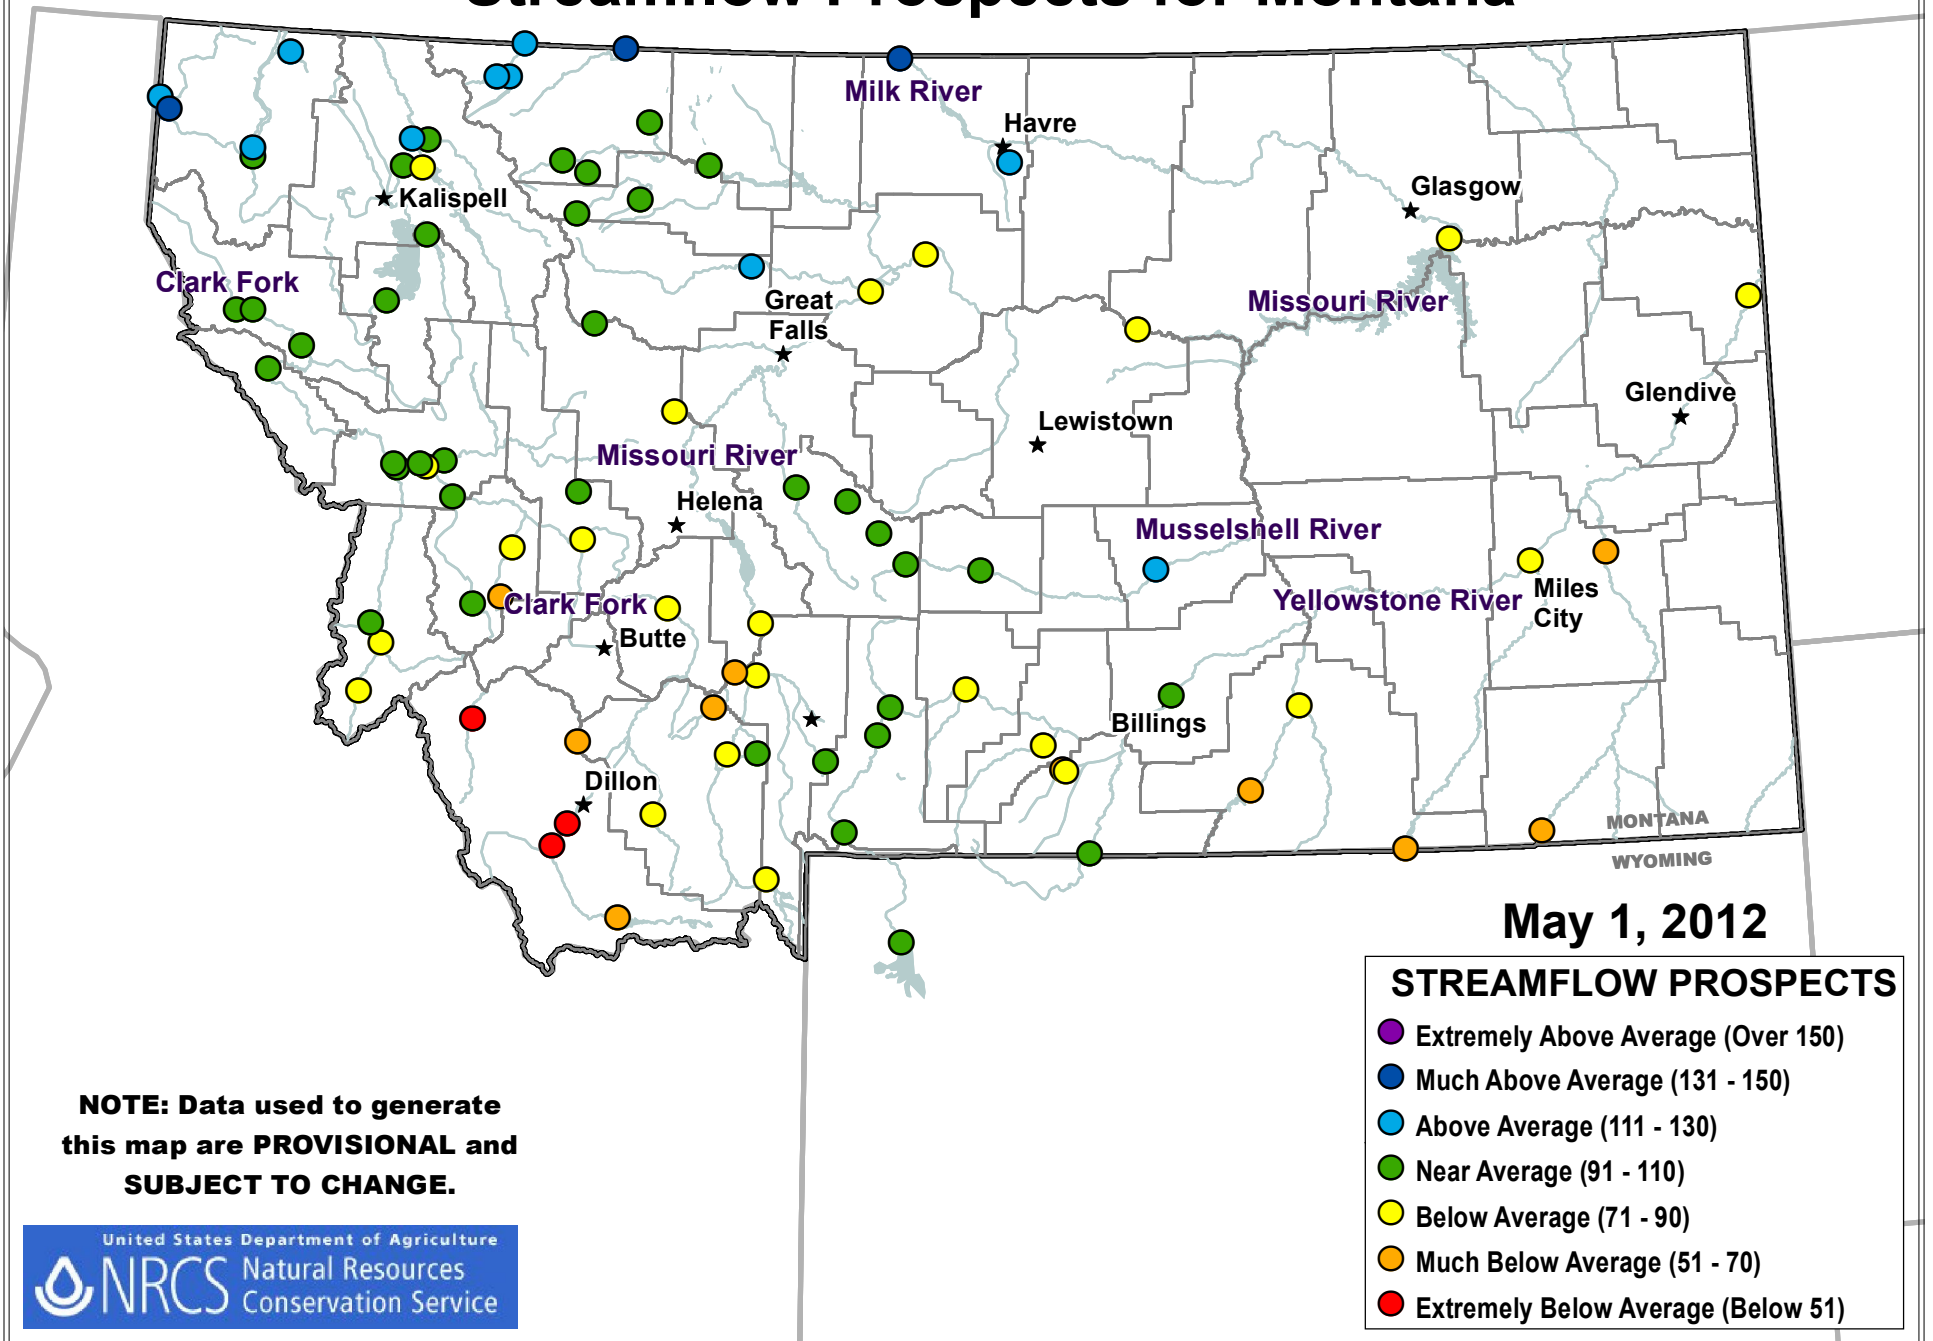 Streamflow Prospects for Montana
Milk River
Havre
Glasgow
Kalispell
Clark Fork
Great
Falls
Missouri River
Glendive
Lewistown
Missouri River
Helena
Musselshell River
Yellowstone River
Miles
City
Clark Fork
Butte
Billings
Dillon
MONTANA
WYOMING
May 1, 2012
STREAMFLOW PROSPECTS
Extremely Above Average (Over 150)
Much Above Average (131 - 150)
Above Average (111 - 130)
Near Average (91 - 110)
Below Average (71 - 90)
Much Below Average (51 - 70)
Extremely Below Average (Below 51)
NOTE: Data used to generate
this map are PROVISIONAL and
SUBJECT TO CHANGE.
United States Department of Agriculture
NRCS
Natural Resources
Conservation Service